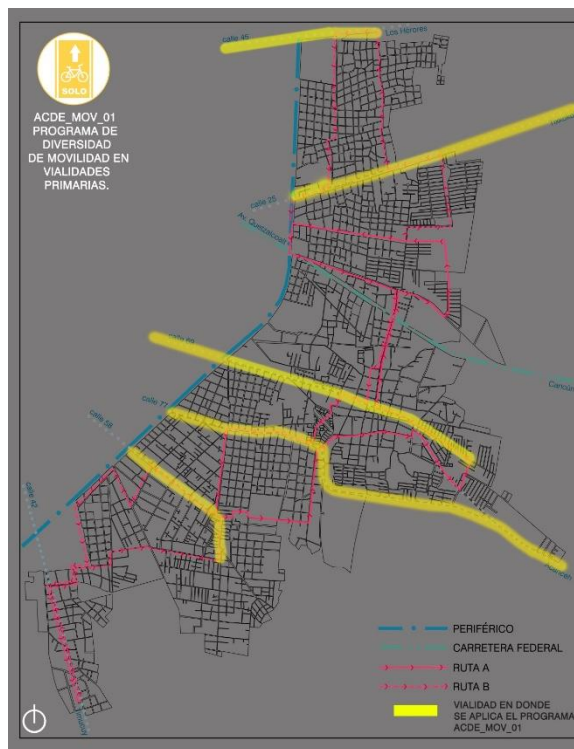 SOLO
ACDE_MOV_01
PROGRAMA DE
DIVERSIDAD
DE MOVILIDAD EN
VIALIDADES
PRIMARIAS.
calle 45
Los Héroes
calle 25
Av. Quetzalcoatl
Cancún
calle 77
calle 58
calle 42
PERIFÉRICO
CARRETERA FEDERAL
RUTA A
RUTA B
VIALIDAD EN DONDE
SE APLICA EL PROGRAMA
ACDE_MOV_01